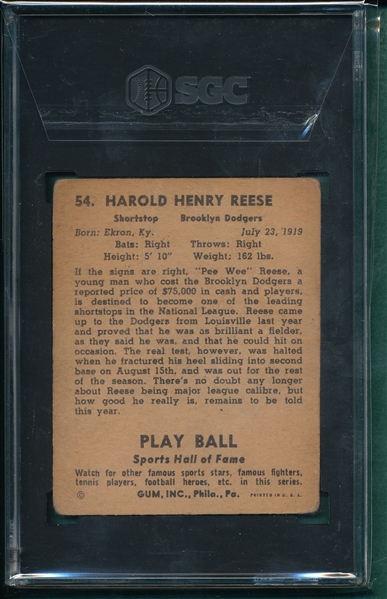 SGC
54. HAROLD HENRY REESE
Shortstop Brooklyn Dodgers
Born: Ekron, Ky. July 23, 1919
Bats: Right Throws: Right
Height: 5' 10" Weight; 162 lbs.
If the signs are right, "Pee Wee" Reese, a
young man who cost the Brooklyn Dodgers a
reported price of $75,000 in cash and players,
is destined to become one of the leading
shortstops in the National League. Reese came
up to the Dodgers from Louisville last year
and proved that he was as brilliant a fielder,
as they said he was, and that he could hit on
occasion. The real test, however, was halted
when he fractured his heel sliding into second
base on August 15th, and was out for the rest
of the season. There's no doubt any longer
about Reese being major league calibre, but
how good he really is, remains to be told
this year.
PLAY BALL
Sports Hall of Fame
Watch for other famous sports stars, famous fighters,
tennis players, football heroes, etc. in this series
© GUM, INC., Phila., Pa. PRINTED IN U. S. A.